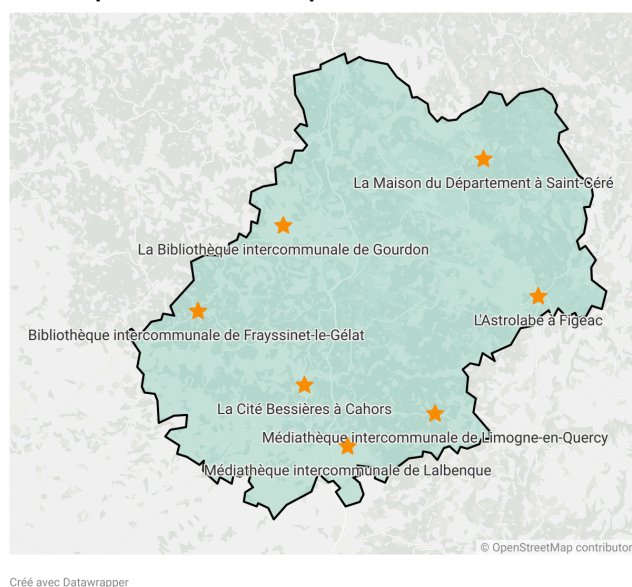 La Maison du Département à Saint-Céré
La Bibliothèque intercommunale de Gourdon
L'Astrolabe à Figeac
Bibliothèque intercommunale de Frayssinet-le-Gélat
La Cité Bessières à Cahors
Médiathèque intercommunale de Limogne-en-Quercy
Médiathèque intercommunale de Lalbenque
© OpenStreetMap contributor
Créé avec Datawrapper